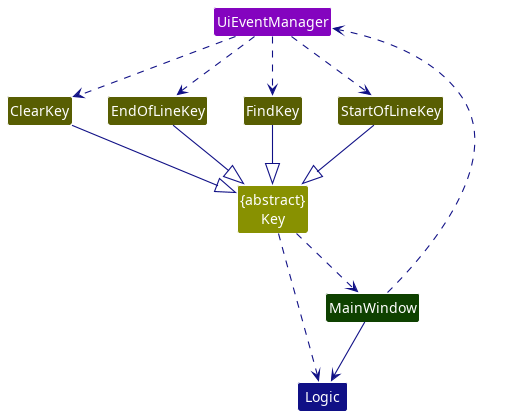 UiEventManager
ClearKey
EndOfLineKey
FindKey
StartOfLineKey
{abstract}
Key
MainWindow
Logic